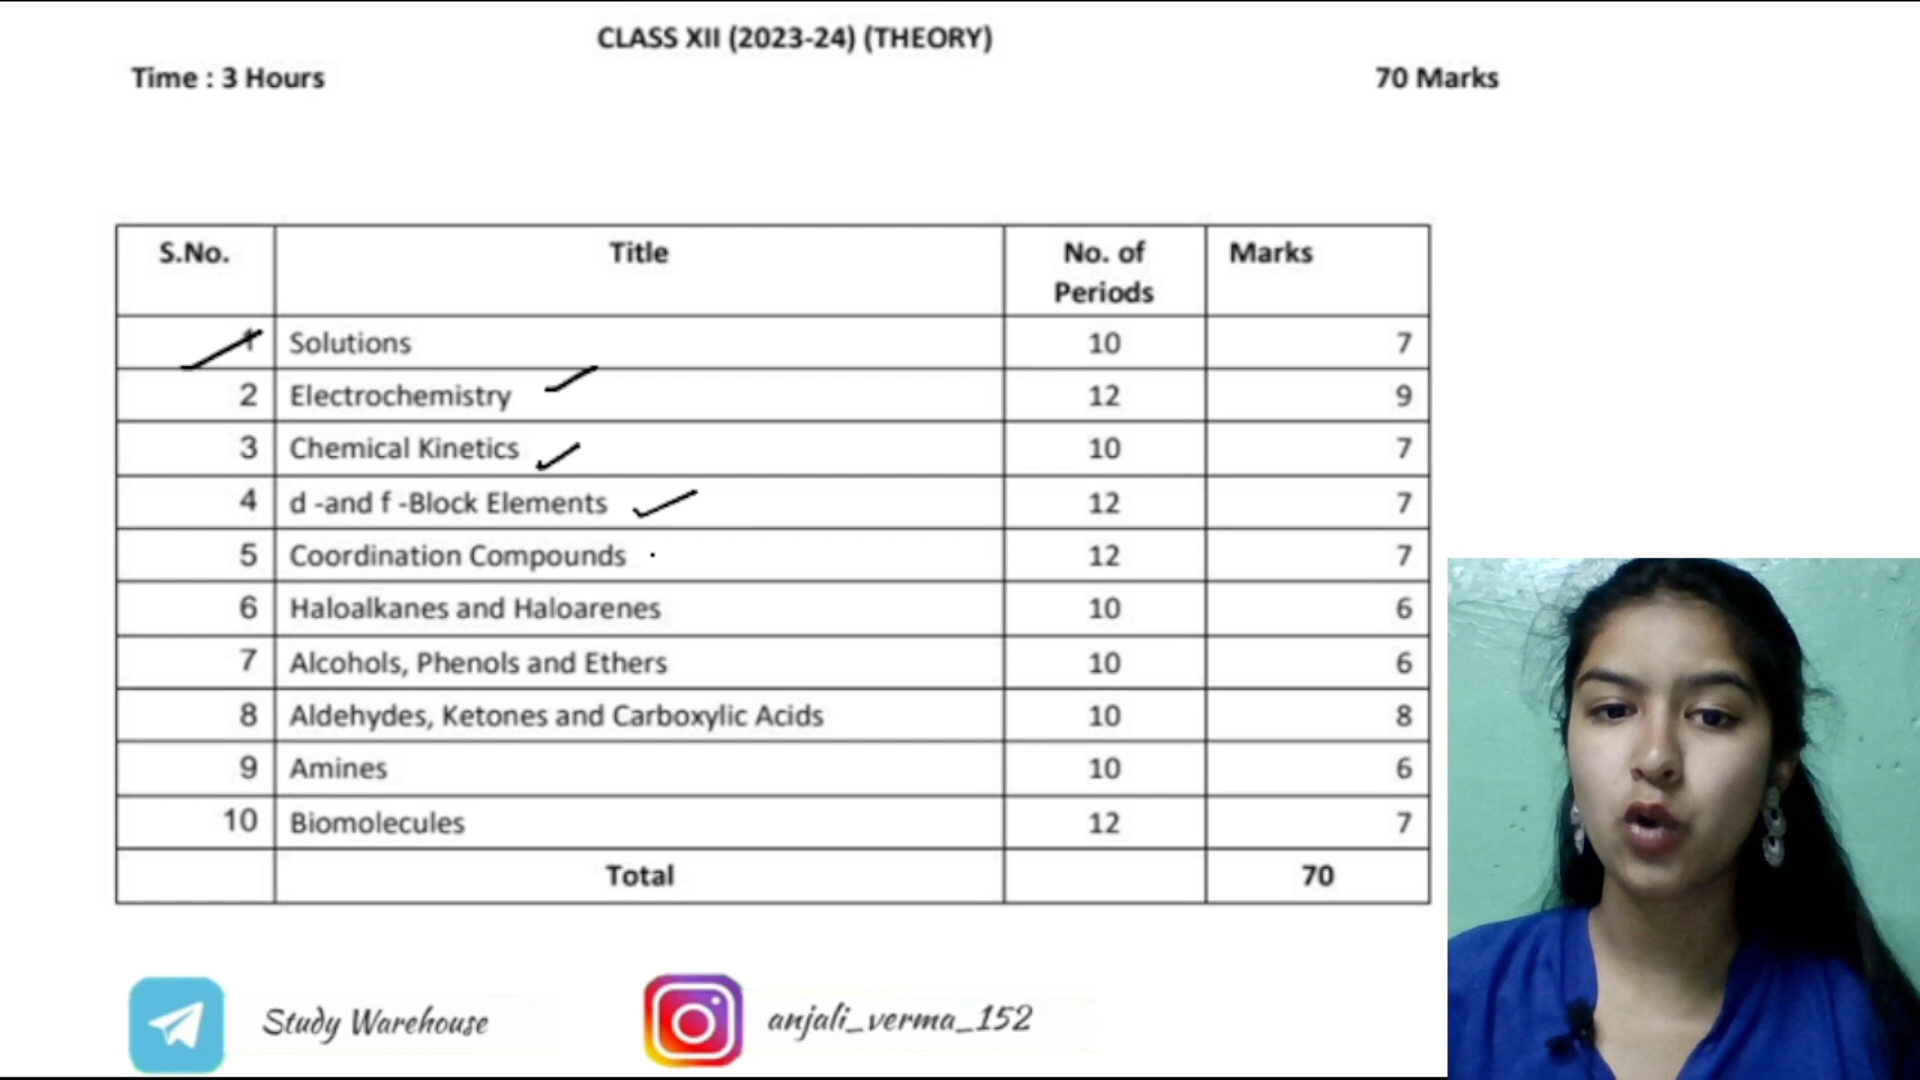 CLASS XII (2023-24) (THEORY)
Time : 3 Hours 70 Marks
S.No. Title No. of Periods Marks
1 Solutions 10 7
2 Electrochemistry 12 9
3 Chemical Kinetics 10 7
4 d -and f -Block Elements 12 7
5 Coordination Compounds 12 7
6 Haloalkanes and Haloarenes 10 6
7 Alcohols, Phenols and Ethers 10 6
8 Aldehydes, Ketones and Carboxylic Acids 10 8
9 Amines 10 6
10 Biomolecules 12 7
Total 70
Study Warehouse anjali_verma_152